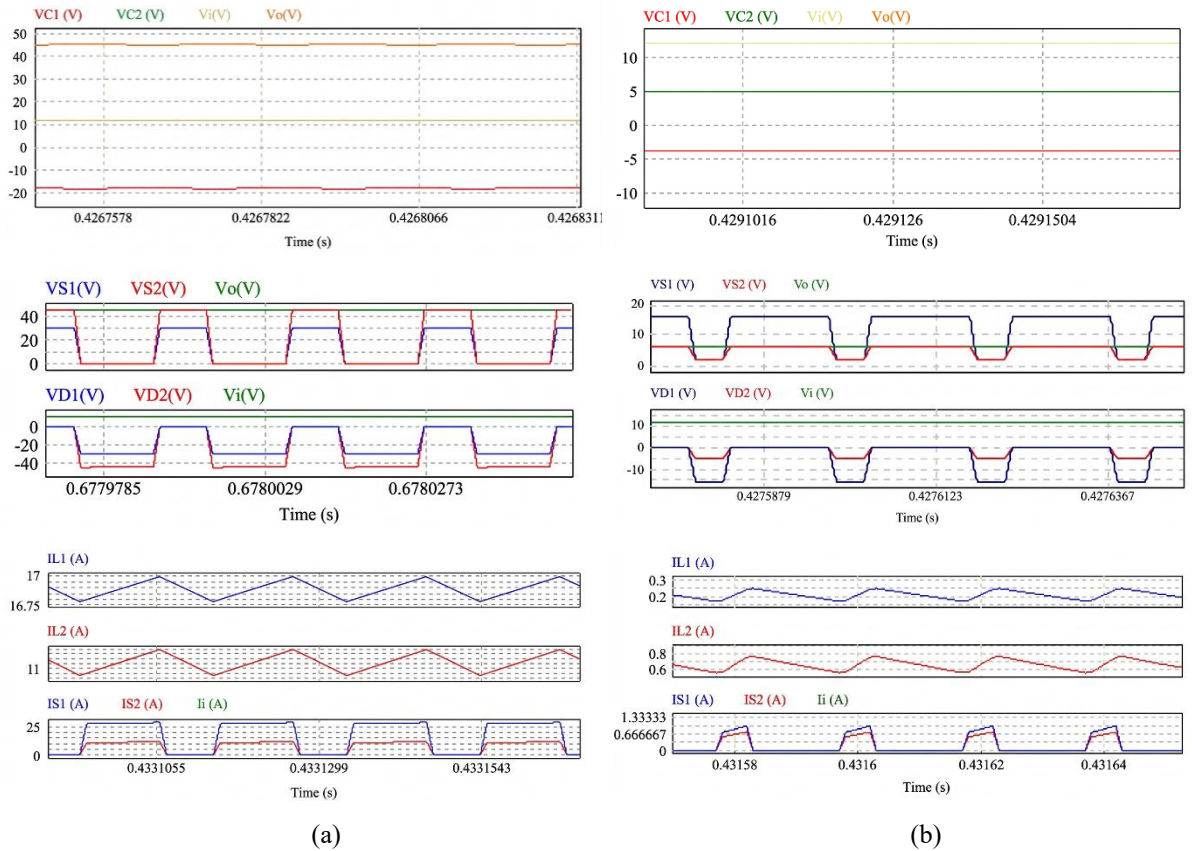 VC1 (V) VC2 (V) Vi(V) Vo(V)
50
40
30
20
10
0
-10
-20
0.4267578 0.4267822 0.4268066 0.4268311
Time (s)
VS1(V) VS2(V) Vo(V)
40
20
0
VD1(V) VD2(V) Vi(V)
0
-20
-40
0.6779785 0.6780029 0.6780273
Time (s)
IL1 (A)
17
16.75
IL2 (A)
11
IS1 (A) IS2 (A) Ii (A)
25
0
0.4331055 0.4331299 0.4331543
Time (s)
(a)
VC1 (V) VC2 (V) Vi(V) Vo(V)
10
5
0
-5
-10
0.4291016 0.429126 0.4291504
Time (s)
VS1 (V) VS2 (V) Vo (V)
20
10
0
VD1 (V) VD2 (V) Vi (V)
10
0
-10
0.4275879 0.4276123 0.4276367
Time (s)
IL1 (A)
0.3
0.2
IL2 (A)
0.8
0.6
IS1 (A) IS2 (A) Ii (A)
1.33333
0.666667
0
0.43158 0.4316 0.43162 0.43164
Time (s)
(b)